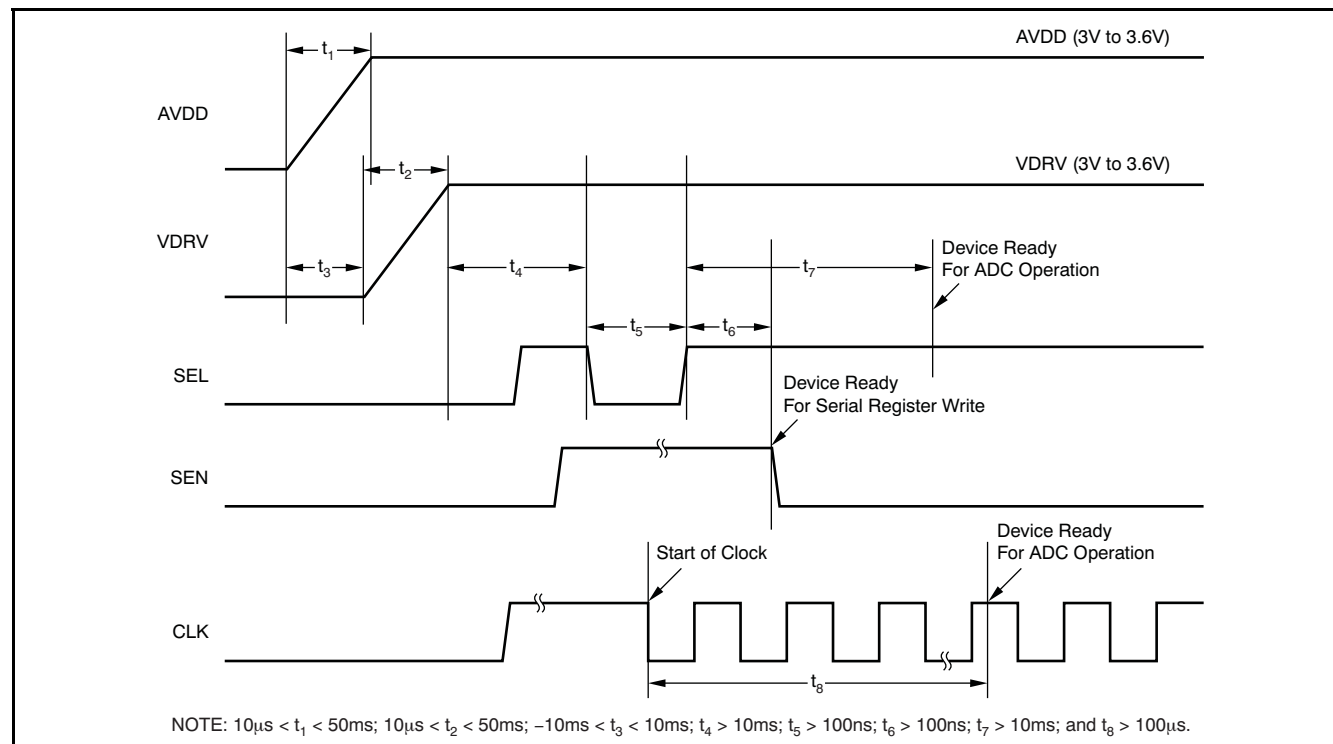 AVDD (3V to 3.6V)
t1
AVDD
t2
VDRV (3V to 3.6V)
VDRV
t3
t4
t7
Device Ready
For ADC Operation
t5
t6
SEL
Device Ready
For Serial Register Write
SEN
Start of Clock
Device Ready
For ADC Operation
CLK
t8
NOTE: 10μs < t1 < 50ms; 10μs < t2 < 50ms; −10ms < t3 < 10ms; t4 > 10ms; t5 > 100ns; t6 > 100ns; t7 > 10ms; and t8 > 100μs.